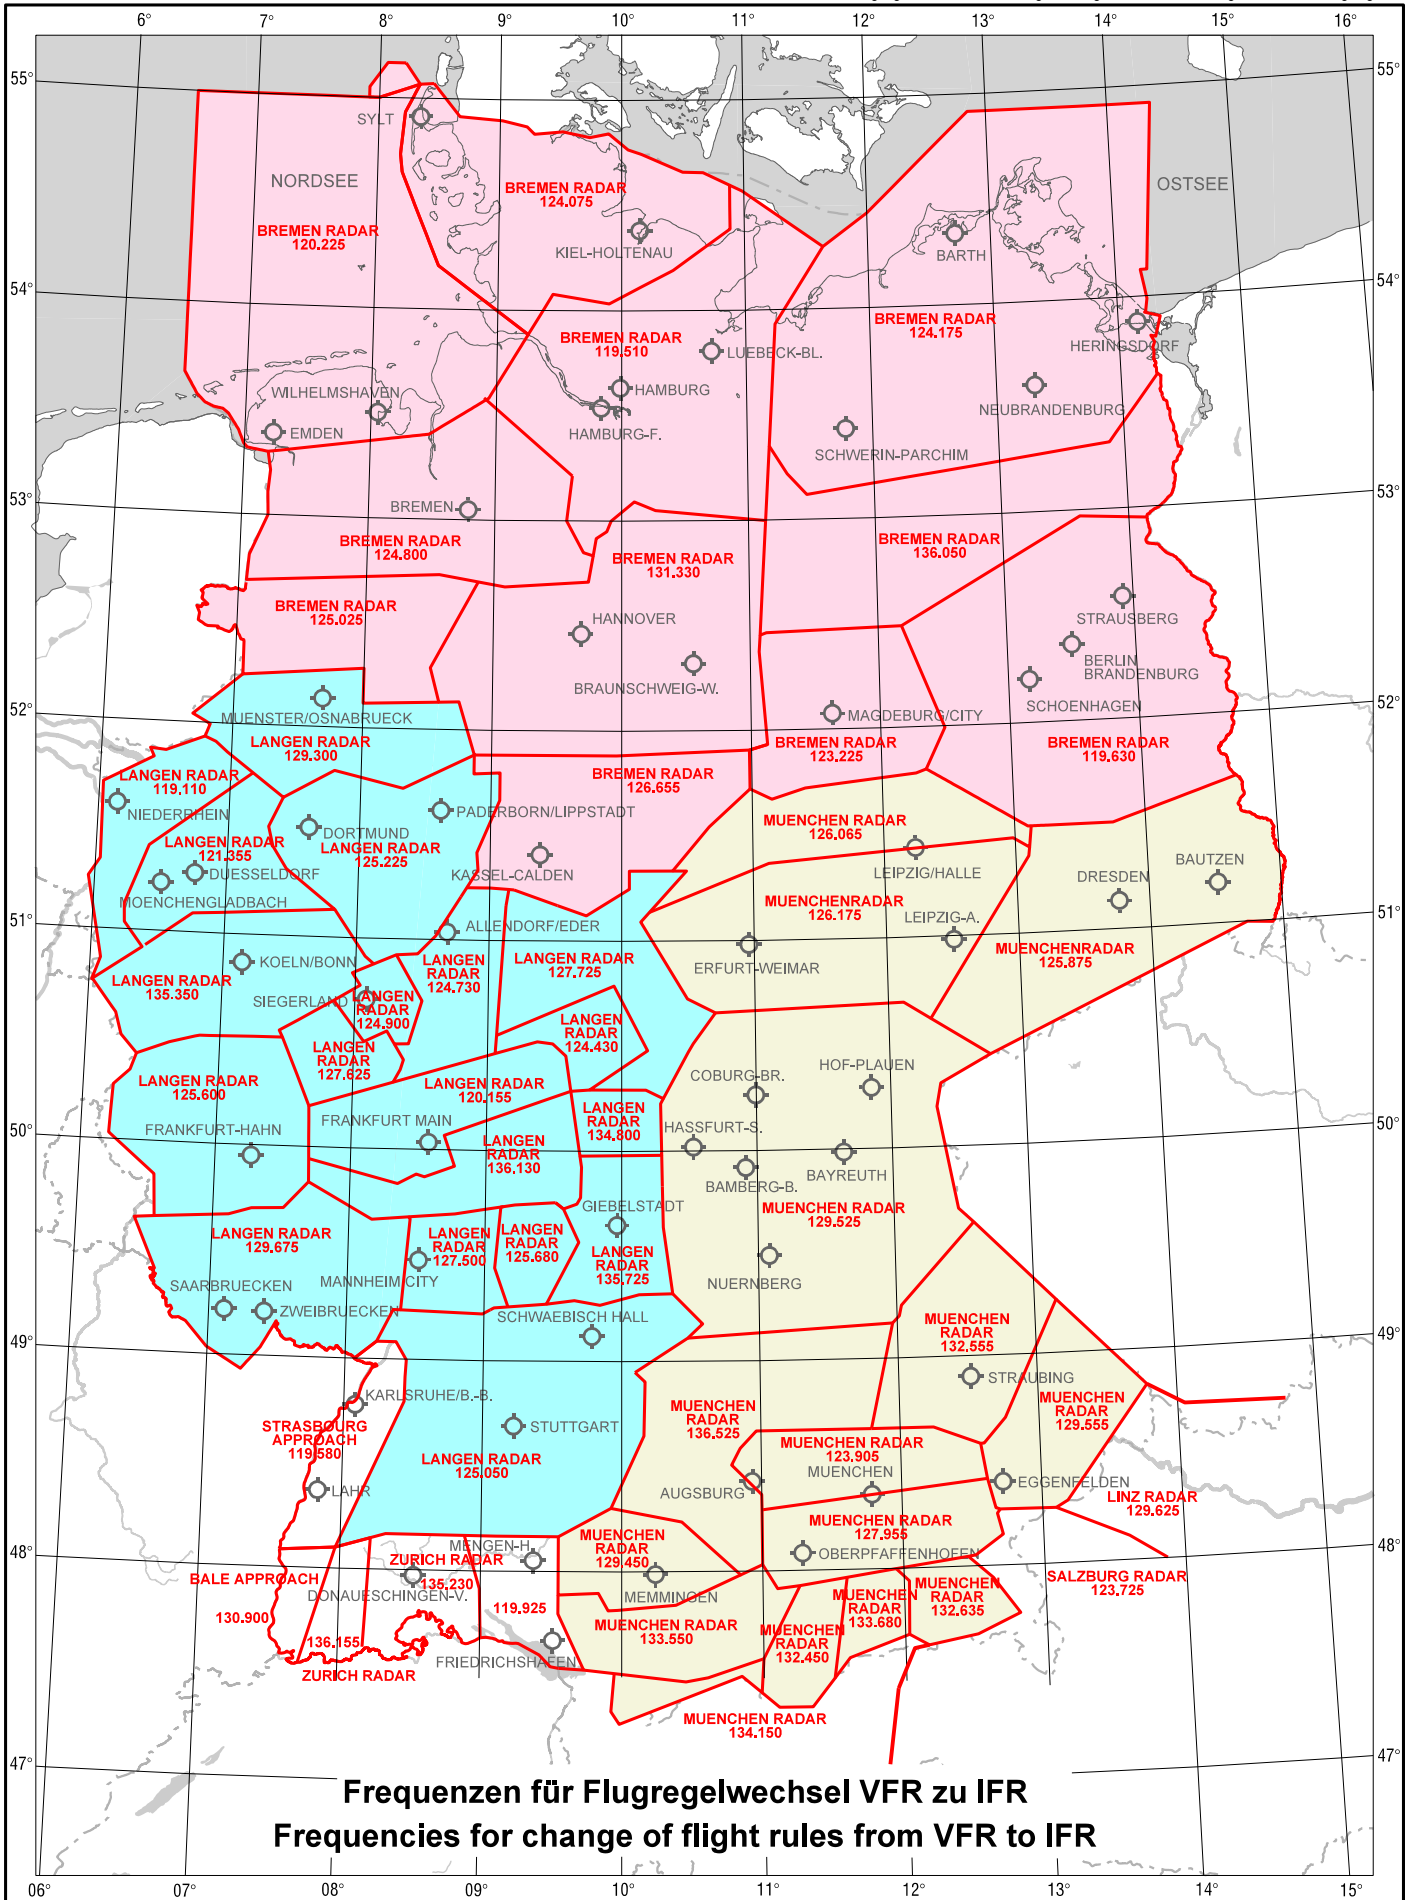 6° 7° 8° 9° 10° 11° 12° 13° 14° 15° 16°
55° 55°
SYLT
NORDSEE
OSTSEE
BREMEN RADAR
124.075
BREMEN RADAR
120.225
KIEL-HOLTENAU
BARTH
54° 54°
BREMEN RADAR
124.175
BREMEN RADAR
119.510
HERINGSDORF
LUEBECK-BL.
HAMBURG
HAMBURG-F.
WILHELMSHAVEN
EMDEN
NEUBRANDENBURG
SCHWERIN-PARCHIM
53° 53°
BREMEN
BREMEN RADAR
124.800
BREMEN RADAR
131.330
BREMEN RADAR
136.050
BREMEN RADAR
125.025
HANNOVER
STRAUSBERG
BERLIN
BRANDENBURG
BRAUNSCHWEIG-W.
SCHOENHAGEN
52° 52°
MUENSTER/OSNABRUECK
MAGDEBURG/CITY
LANGEN RADAR
129.300
BREMEN RADAR
123.225
BREMEN RADAR
119.630
LANGEN RADAR
119.110
BREMEN RADAR
126.655
NIEDERRHEIN
PADERBORN/LIPPSTADT
DORTMUND
LANGEN RADAR
125.225
MUENCHEN RADAR
126.065
LANGEN RADAR
121.355
DUESSELDORF
MOENCHENGLADBACH
KASSEL-CALDEN
LEIPZIG/HALLE
BAUTZEN
DRESDEN
51° 51°
MUENCHENRADAR
126.175
LEIPZIG-A.
ALLENDORF/EDER
ERFURT-WEIMAR
MUENCHENRADAR
125.875
KOELN/BONN
LANGEN RADAR
135.350
LANGEN
RADAR
124.730
LANGEN RADAR
127.725
SIEGERLAND
LANGEN
RADAR
124.900
LANGEN
RADAR
124.430
LANGEN
RADAR
127.625
HOF-PLAUEN
COBURG-BR.
LANGEN RADAR
125.600
LANGEN RADAR
120.155
50° 50°
FRANKFURT-HAHN
FRANKFURT MAIN
LANGEN
RADAR
134.800
HASSFURT-S.
LANGEN
RADAR
136.130
BAMBERG-B.
BAYREUTH
MUENCHEN RADAR
129.525
GIEBELSTADT
LANGEN RADAR
129.675
LANGEN
RADAR
127.500
LANGEN
RADAR
125.680
LANGEN
RADAR
135.725
MANNHEIM CITY
NUERNBERG
SAARBRUECKEN
ZWEIBRUECKEN
SCHWAEBISCH HALL
49° 49°
MUENCHEN
RADAR
132.555
STRAUBING
KARLSRUHE/B.-B.
STRASBOURG
APPROACH
119.580
STUTTGART
MUENCHEN
RADAR
136.525
MUENCHEN
RADAR
129.555
LANGEN RADAR
125.050
MUENCHEN RADAR
123.905
MUENCHEN
LAHR
AUGSBURG
EGGENFELDEN
LINZ RADAR
129.625
48° 48°
MUENCHEN RADAR
127.955
MENGEN-H.
MUENCHEN
RADAR
129.450
OBERPFAFFENHOFEN
ZURICH RADAR
135.230
BALE APPROACH
130.900
DONAUESCHINGEN-V.
MEMMINGEN
SALZBURG RADAR
123.725
119.925
MUENCHEN
RADAR
132.635
MUENCHEN
RADAR
133.680
MUENCHEN RADAR
133.550
MUENCHEN
RADAR
132.450
136.155
ZURICH RADAR
FRIEDRICHSHAFEN
MUENCHEN RADAR
134.150
47° 47°
Frequenzen für Flugregelwechsel VFR zu IFR
Frequencies for change of flight rules from VFR to IFR
06° 07° 08° 09° 10° 11° 12° 13° 14° 15°